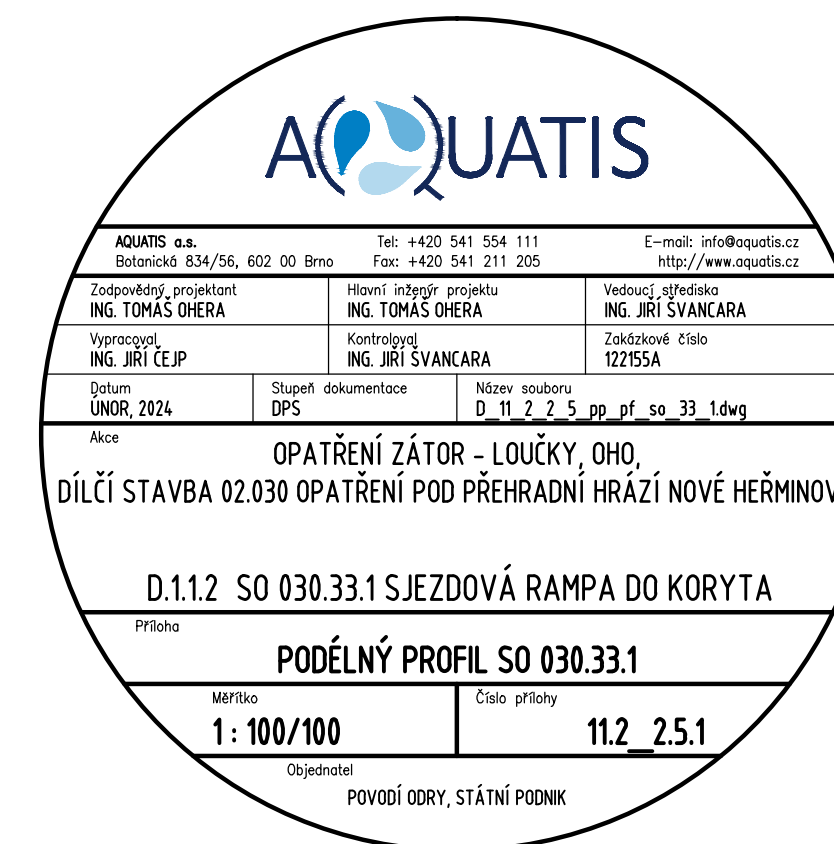 AQUATIS
AQUATIS a.s. Tel: +420 541 554 111 E-mail: info@aquatis.cz
Botanická 834/56, 602 00 Brno Fax: +420 541 211 205 http://www.aquatis.cz
Zodpovědný projektant Hlavní inženýr projektu Vedoucí střediska
ING. TOMÁŠ OHERA ING. TOMÁŠ OHERA ING. JIŘÍ ŠVANCARA
Vypracoval Kontroloval Zakázkové číslo
ING. JIŘÍ ČEJP ING. JIŘÍ ŠVANCARA 122155A
Datum Stupeň dokumentace Název souboru
ÚNOR, 2024 DPS D_11_2_2_5_pp_pf_so_33_1.dwg
Akce
OPATŘENÍ ZÁTOR - LOUČKY, OHO,
DÍLČÍ STAVBA 02.030 OPATŘENÍ POD PŘEHRADNÍ HRÁZÍ NOVÉ HEŘMINOV
D.1.1.2 SO 030.33.1 SJEZDOVÁ RAMPA DO KORYTA
Příloha
PODÉLNÝ PROFIL SO 030.33.1
Měřítko Číslo přílohy
1 : 100/100 11.2_2.5.1
Objednatel
POVODÍ ODRY, STÁTNÍ PODNIK